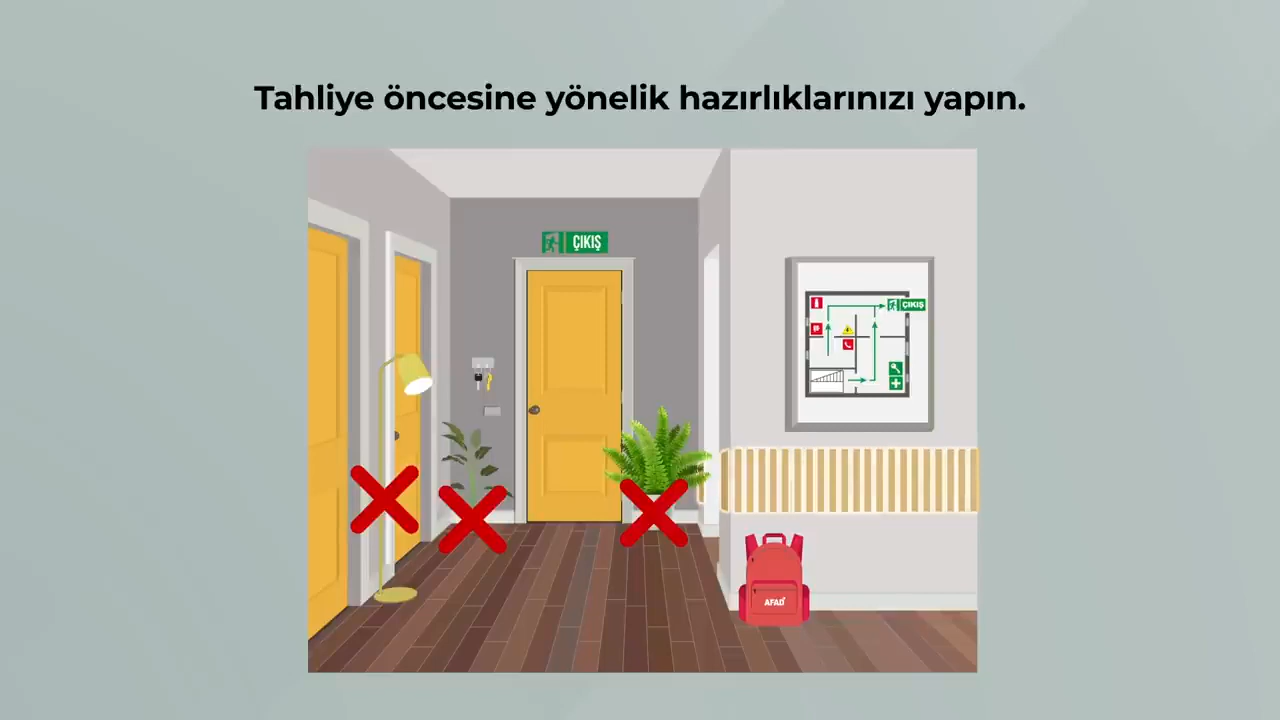 Tahliye öncesine yönelik hazırlıklarınızı yapın.
ÇIKIŞ
ÇIKIŞ
AFAD